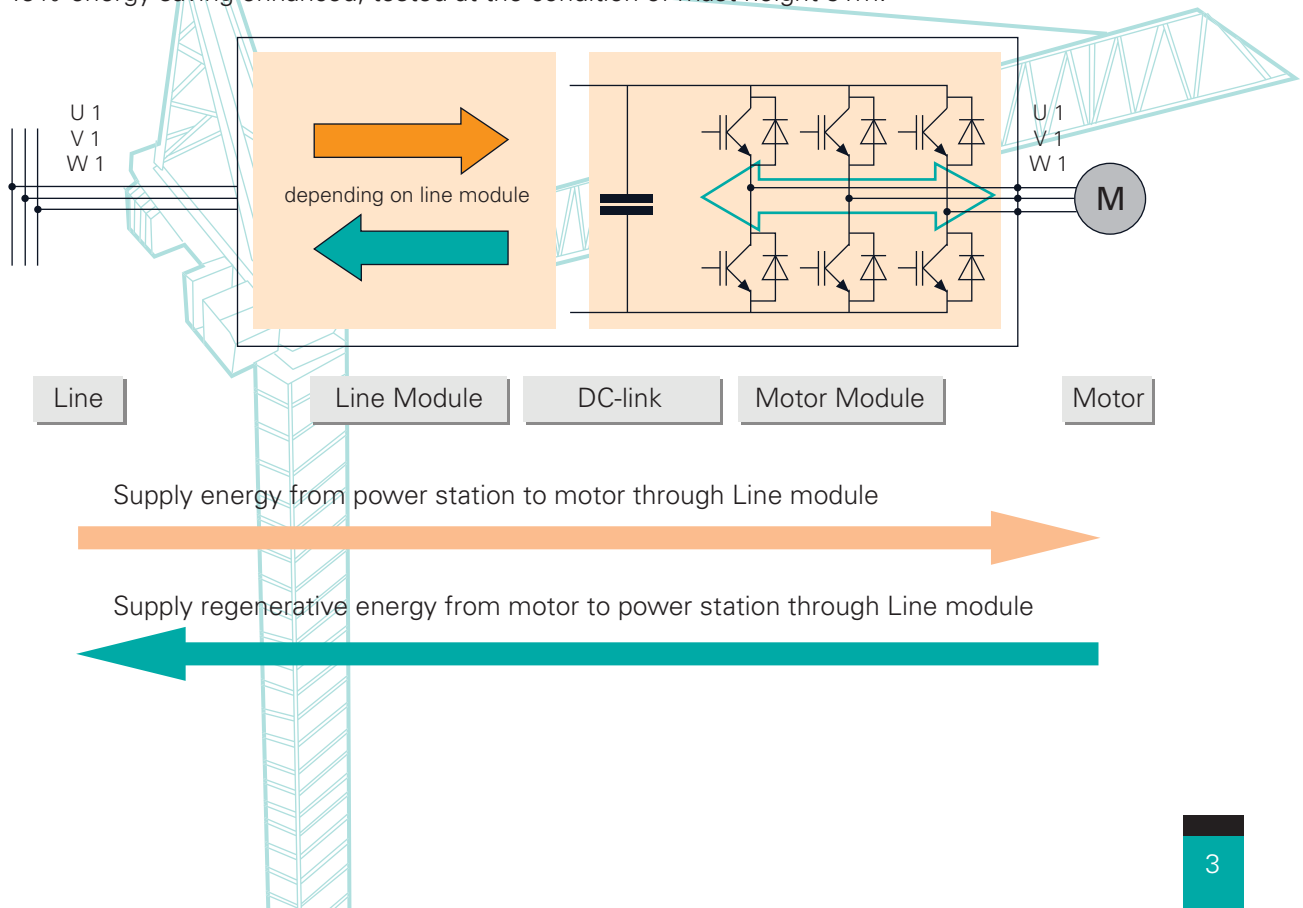 U 1
V 1
W 1
depending on line module
U 1
V 1
W 1
M
Line
Line Module
DC-link
Motor Module
Motor
Supply energy from power station to motor through Line module
Supply regenerative energy from motor to power station through Line module
3